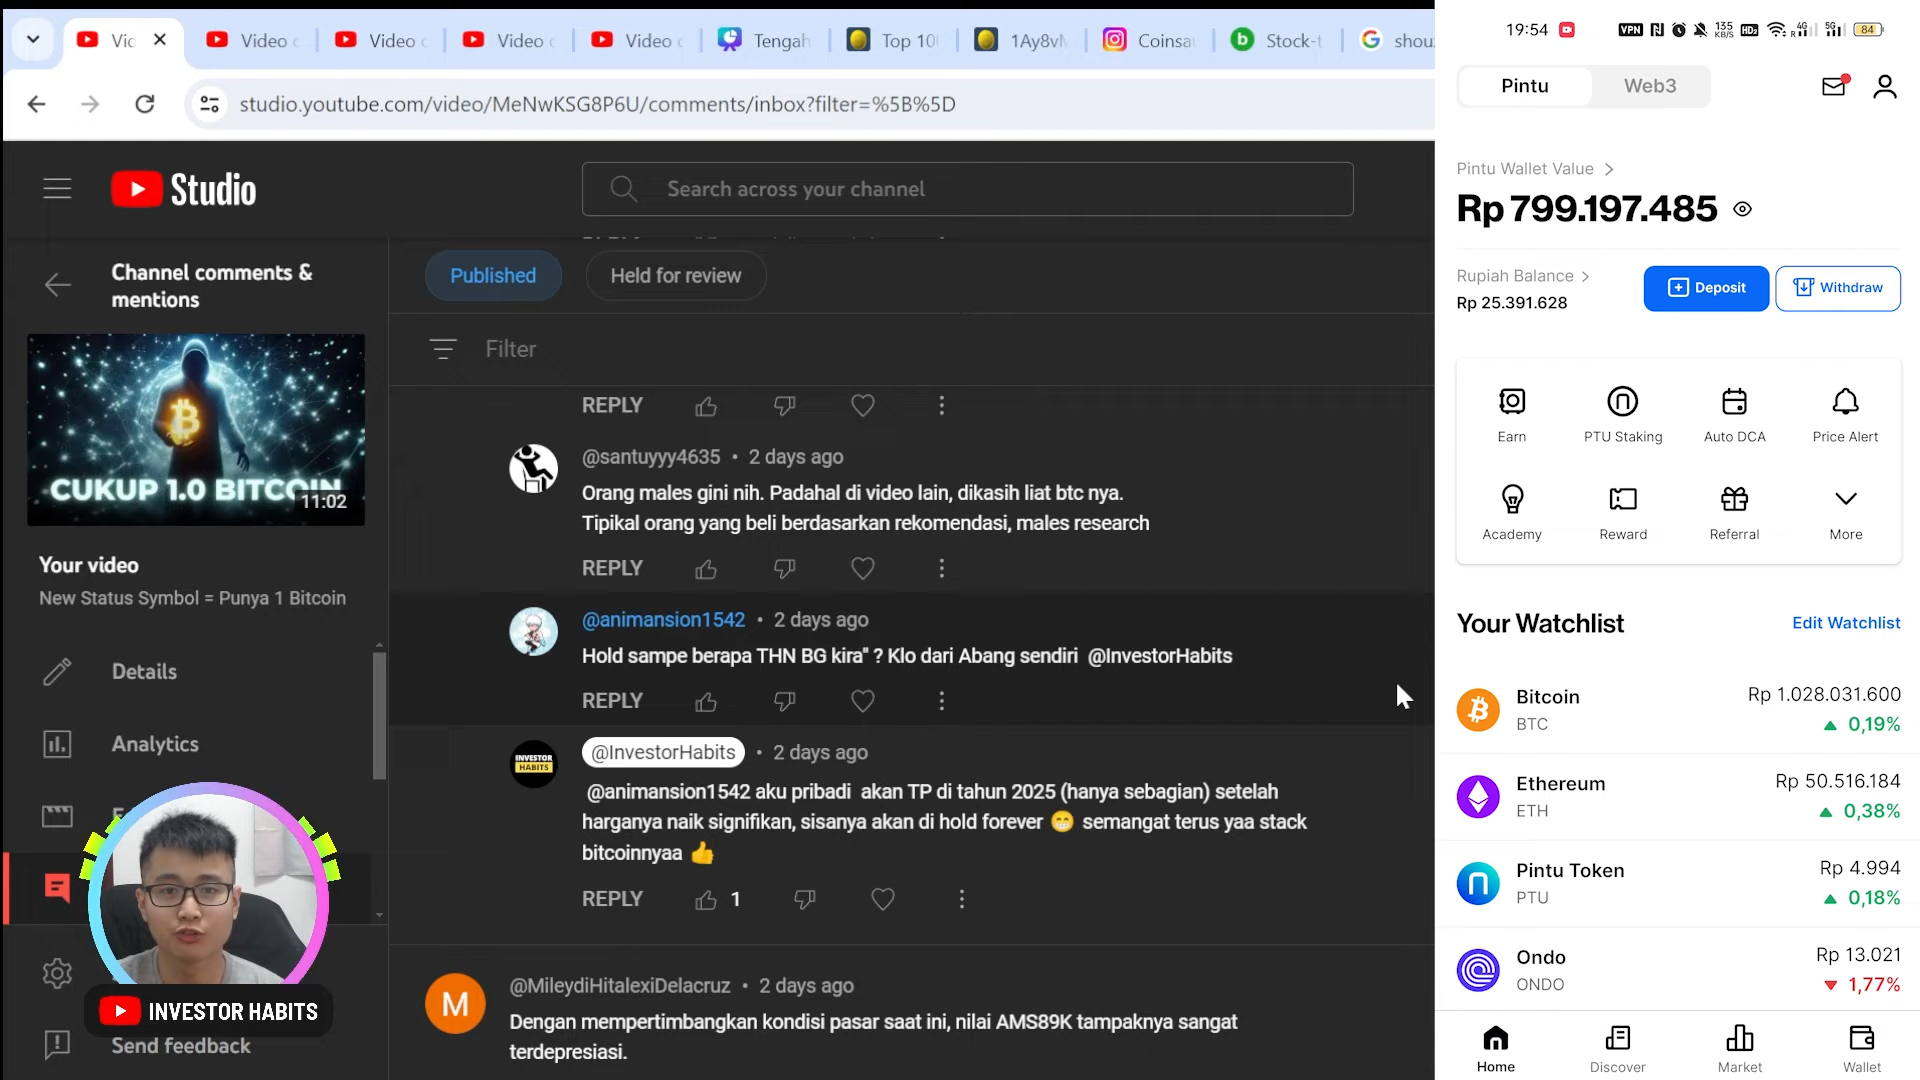 Vid
Video c
Video c
Video c
Video c
Tengah
Top 10
1Ay8v
Coinsa
Stock-t
shou
studio.youtube.com/video/MeNwKSG8P6U/comments/inbox?filter=%5B%5D
Studio
Search across your channel
Channel comments &
mentions
CUKUP 1.0 BITCOIN
11:02
Your video
New Status Symbol = Punya 1 Bitcoin
Details
Analytics
INVESTOR HABITS
Send feedback
Published
Held for review
Filter
REPLY
@santuyyy4635 • 2 days ago
Orang males gini nih. Padahal di video lain, dikasih liat btc nya.
Tipikal orang yang beli berdasarkan rekomendasi, males research
REPLY
@animansion1542 • 2 days ago
Hold sampe berapa THN BG kira" ? Klo dari Abang sendiri @InvestorHabits
REPLY
INVESTOR
HABITS
@InvestorHabits • 2 days ago
@animansion1542 aku pribadi akan TP di tahun 2025 (hanya sebagian) setelah
harganya naik signifikan, sisanya akan di hold forever 😁 semangat terus yaa stack
bitcoinnyaa 👍
REPLY 1
M
@MileydiHitalexiDelacruz • 2 days ago
Dengan mempertimbangkan kondisi pasar saat ini, nilai AMS89K tampaknya sangat
terdepresiasi.
19:54
VPN
135
KB/S
HD2
4G
5G
84
Pintu
Web3
Pintu Wallet Value
Rp 799.197.485
Rupiah Balance
Rp 25.391.628
Deposit
Withdraw
Earn
PTU Staking
Auto DCA
Price Alert
Academy
Reward
Referral
More
Your Watchlist
Edit Watchlist
Bitcoin
BTC
Rp 1.028.031.600
0,19%
Ethereum
ETH
Rp 50.516.184
0,38%
Pintu Token
PTU
Rp 4.994
0,18%
Ondo
ONDO
Rp 13.021
1,77%
Home
Discover
Market
Wallet